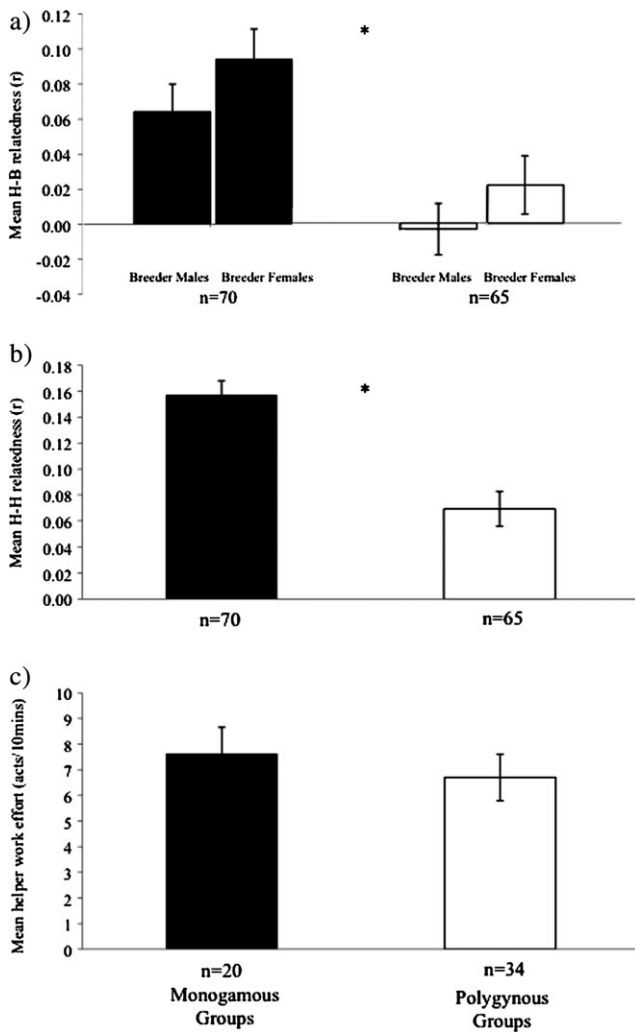 a)
Mean H-B relatedness (r)
0.12
0.10
0.08
0.06
0.04
0.02
0.00
-0.02
-0.04
*
Breeder Males Breeder Females Breeder Males Breeder Females
n=70 n=65
b)
Mean H-H relatedness (r)
0.18
0.16
0.14
0.12
0.10
0.08
0.06
0.04
0.02
0.00
*
n=70 n=65
c)
Mean helper work effort (acts/10mins)
10
9
8
7
6
5
4
3
2
1
0
n=20 n=34
Monogamous Polygynous
Groups Groups